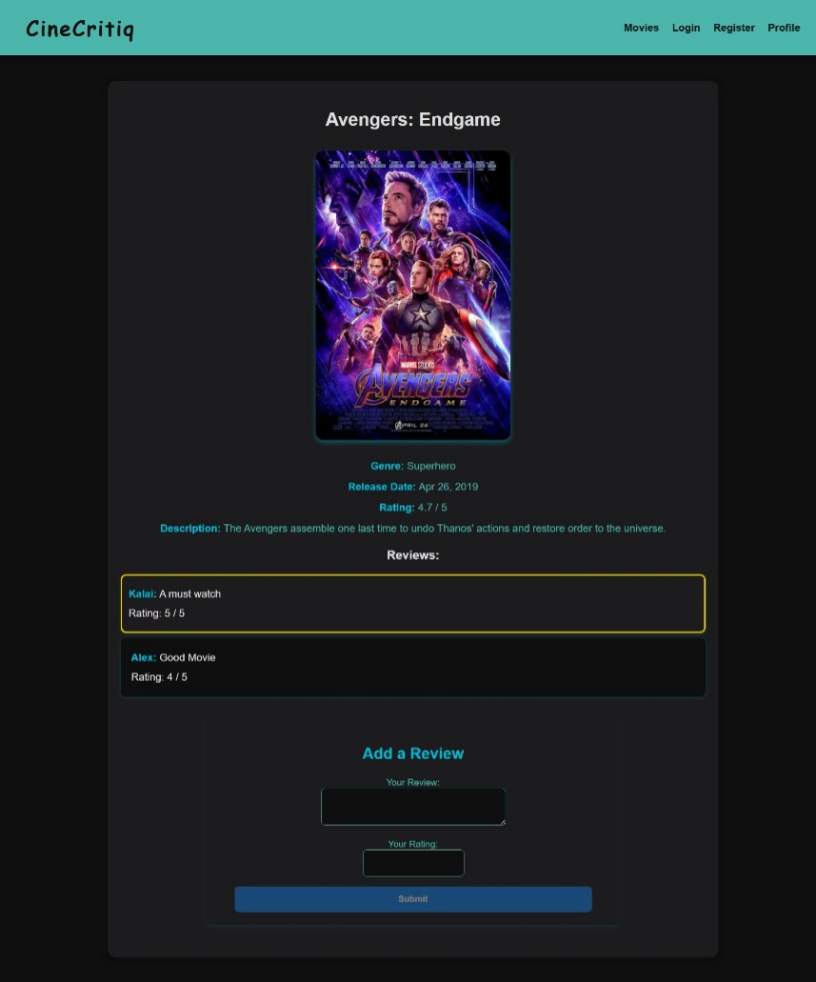 CineCritiq
Movies Login Register Profile
Avengers: Endgame
MARVEL STUDIOS
AVENGERS
ENDGAME
APRIL 26
Genre: Superhero
Release Date: Apr 26, 2019
Rating: 4.7 / 5
Description: The Avengers assemble one last time to undo Thanos' actions and restore order to the universe.
Reviews:
Kalai: A must watch
Rating: 5 / 5
Alex: Good Movie
Rating: 4 / 5
Add a Review
Your Review:
Your Rating:
Submit